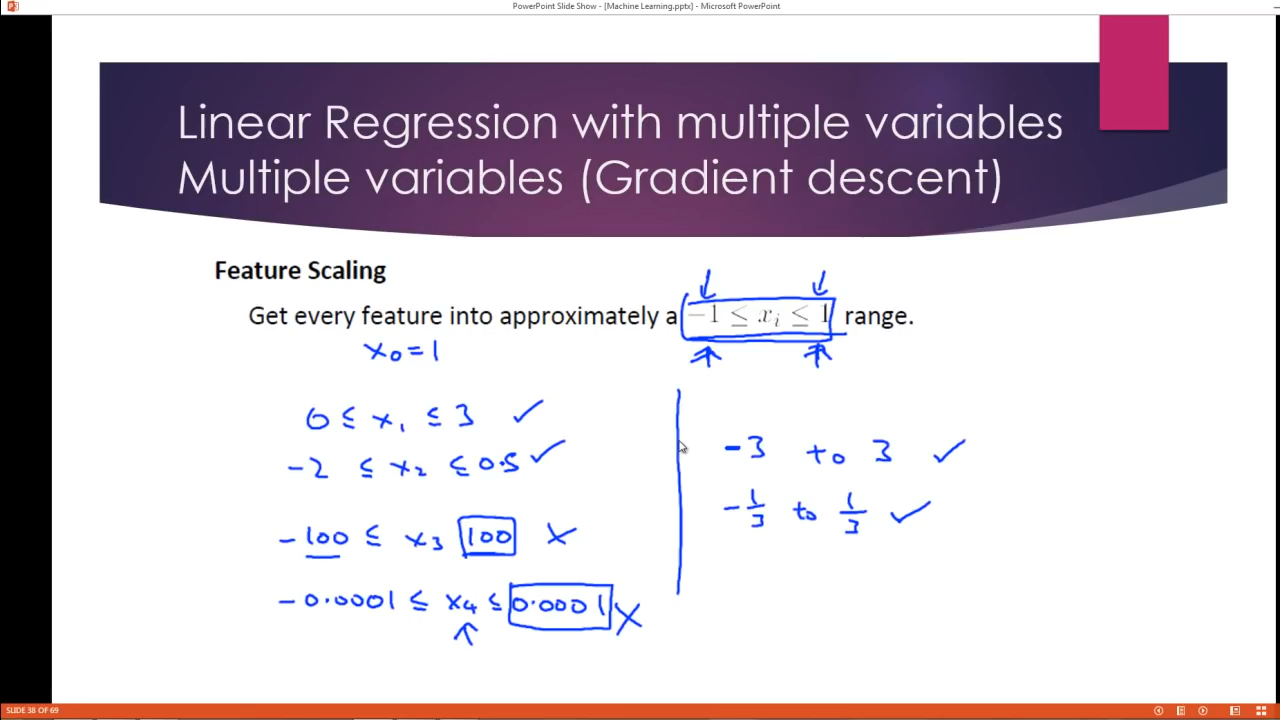 PowerPoint Slide Show - [Machine Learning.pptx] - Microsoft PowerPoint
Linear Regression with multiple variables
Multiple variables (Gradient descent)
Feature Scaling
Get every feature into approximately a -1 ≤ xᵢ ≤ 1 range.
x₀ = 1
0 ≤ x₁ ≤ 3 ✓
-2 ≤ x₂ ≤ 0.5 ✓
-100 ≤ x₃ 100 ✗
-0.0001 ≤ x₄ ≤ 0.0001 ✗
-3 to 3 ✓
-1/3 to 1/3 ✓
SLIDE 38 OF 69